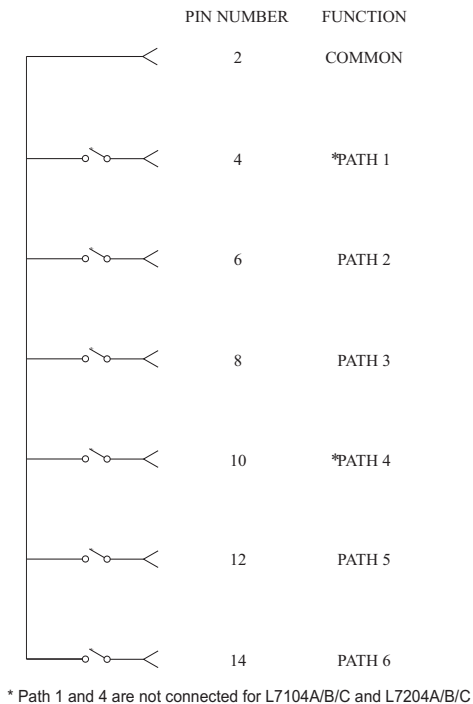 PIN NUMBER FUNCTION
2 COMMON
4 *PATH 1
6 PATH 2
8 PATH 3
10 *PATH 4
12 PATH 5
14 PATH 6
* Path 1 and 4 are not connected for L7104A/B/C and L7204A/B/C